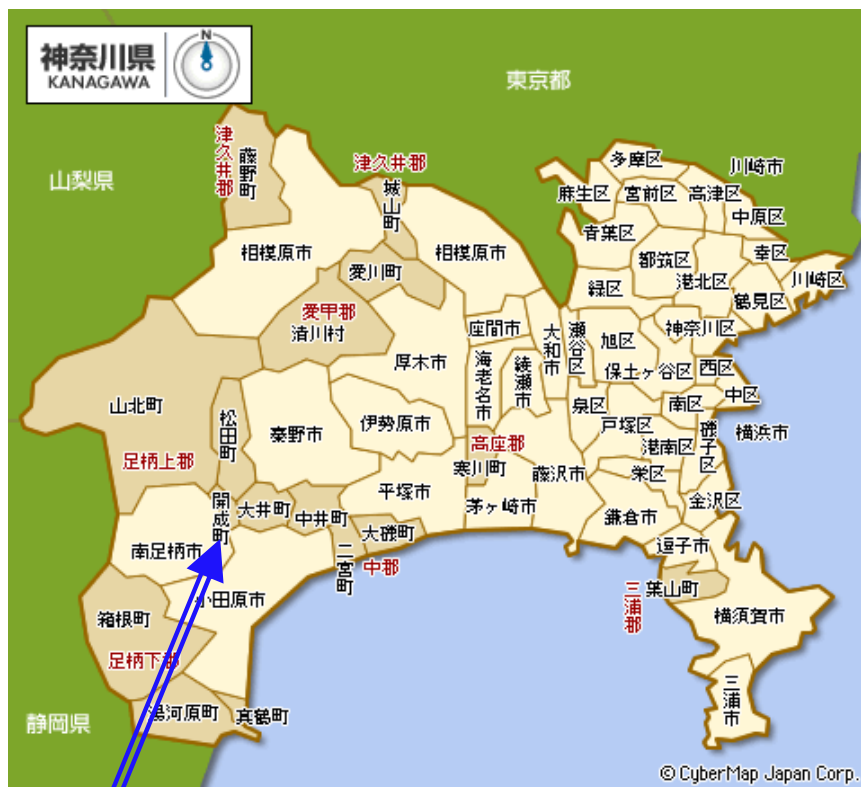 神奈川県
KANAGAWA
N
東京都
山梨県
静岡県
津久井郡
藤野町
津久井郡
城山町
相模原市
相模原市
愛川町
愛甲郡
清川村
厚木市
座間市
海老名市
綾瀬市
大和市
瀬谷区
多摩区
川崎市
麻生区
宮前区
高津区
中原区
青葉区
都筑区
港北区
幸区
川崎区
緑区
鶴見区
旭区
神奈川区
保土ヶ谷区
西区
中区
泉区
戸塚区
南区
港南区
磯子区
横浜市
栄区
金沢区
山北町
足柄上郡
松田町
秦野市
伊勢原市
高座郡
寒川町
藤沢市
平塚市
茅ヶ崎市
鎌倉市
逗子市
葉山町
三浦郡
横須賀市
三浦市
開成町
大井町
中井町
大磯町
二宮町
中郡
南足柄市
小田原市
箱根町
足柄下郡
湯河原町
真鶴町
© CyberMap Japan Corp.